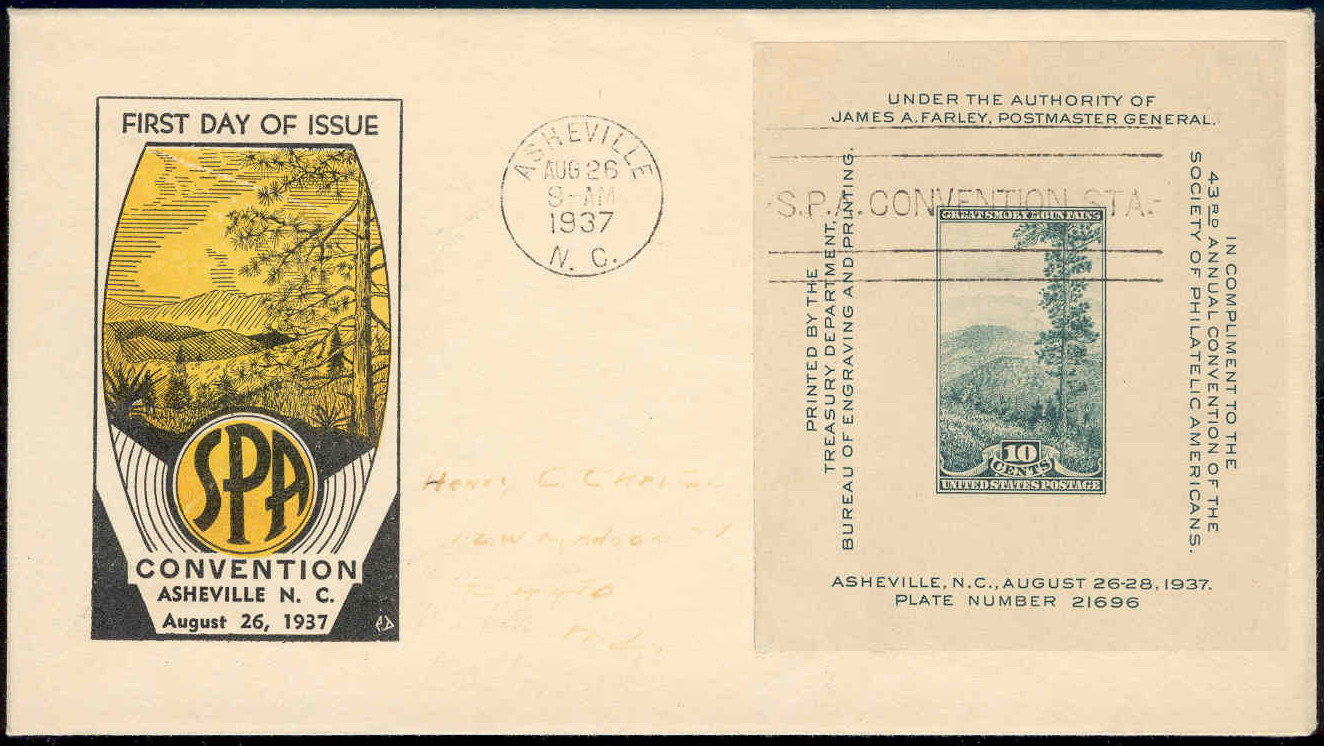 FIRST DAY OF ISSUE
SPA
CONVENTION
ASHEVILLE N. C.
August 26, 1937
ASHEVILLE
AUG 26
9-AM
1937
N. C.
S.P.A. CONVENTION STA.
UNDER THE AUTHORITY OF
JAMES A. FARLEY, POSTMASTER GENERAL.
PRINTED BY THE
TREASURY DEPARTMENT,
BUREAU OF ENGRAVING AND PRINTING.
GREAT SMOKY MOUNTAINS
10
CENTS
UNITED STATES POSTAGE
IN COMPLIMENT TO THE
43RD ANNUAL CONVENTION OF THE
SOCIETY OF PHILATELIC AMERICANS.
ASHEVILLE, N.C., AUGUST 26-28, 1937.
PLATE NUMBER 21696